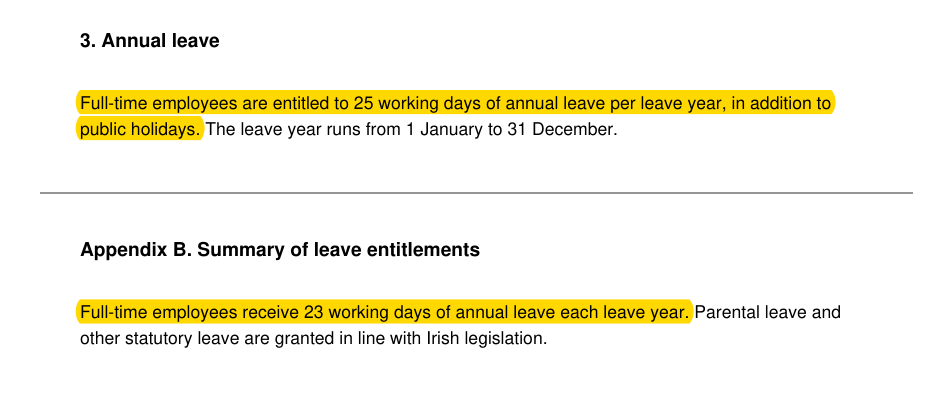 3. Annual leave
Full-time employees are entitled to 25 working days of annual leave per leave year, in addition to
public holidays. The leave year runs from 1 January to 31 December.
Appendix B. Summary of leave entitlements
Full-time employees receive 23 working days of annual leave each leave year. Parental leave and
other statutory leave are granted in line with Irish legislation.